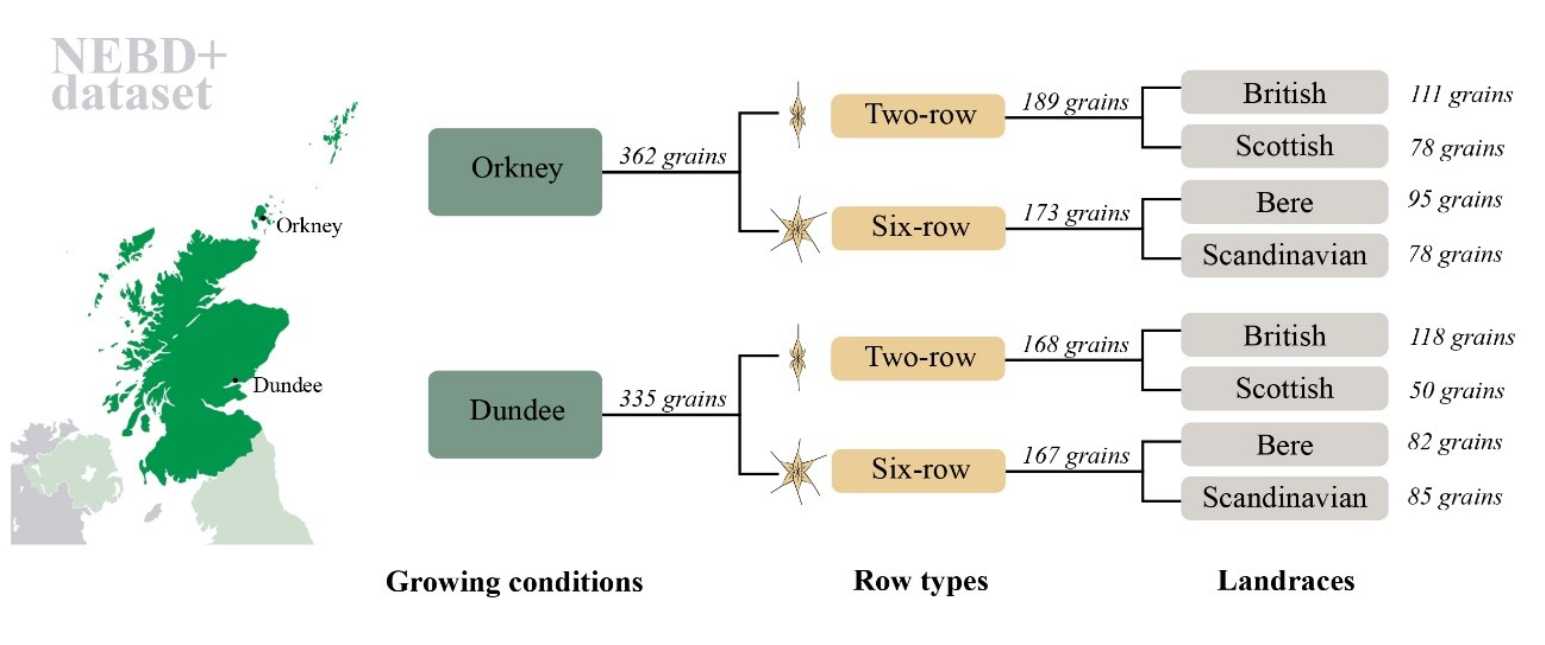 NEBD+
dataset
Orkney
Dundee
Orkney
362 grains
Two-row
189 grains
British
111 grains
Scottish
78 grains
Six-row
173 grains
Bere
95 grains
Scandinavian
78 grains
Dundee
335 grains
Two-row
168 grains
British
118 grains
Scottish
50 grains
Six-row
167 grains
Bere
82 grains
Scandinavian
85 grains
Growing conditions
Row types
Landraces